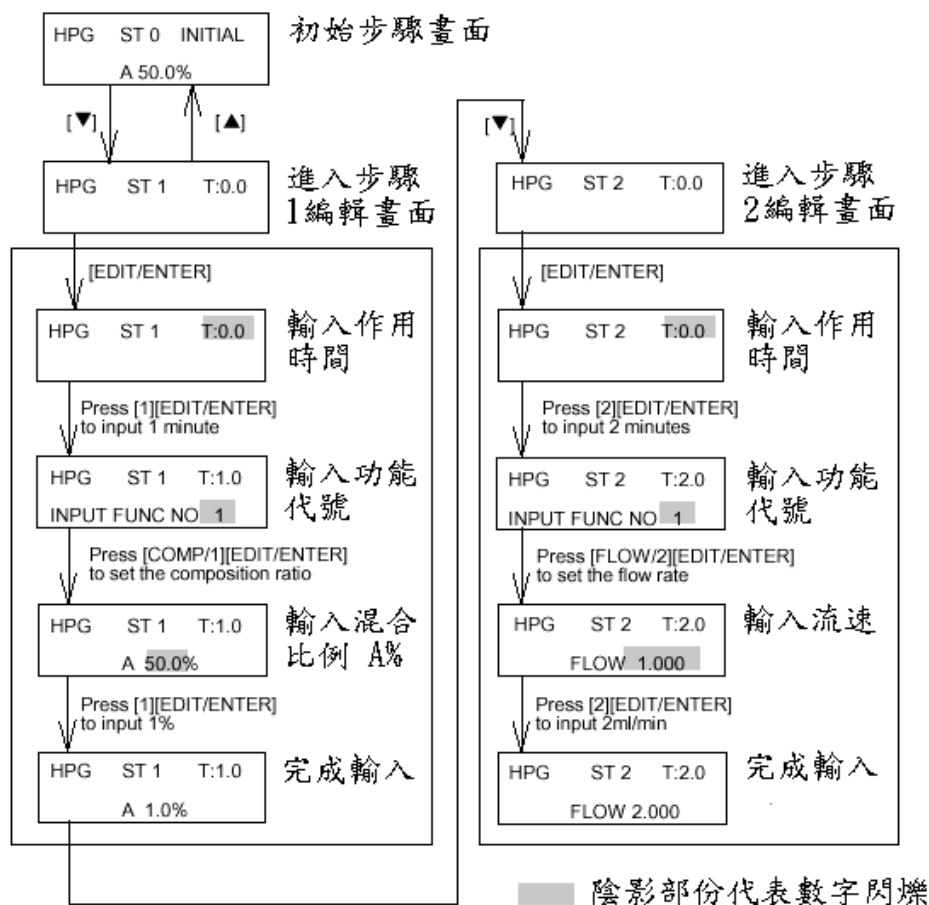 HPG ST 0 INITIAL
A 50.0%
初始步驟畫面
[▼]
[▲]
HPG ST 1 T:0.0
進入步驟
1編輯畫面
[EDIT/ENTER]
HPG ST 1 T:0.0
輸入作用
時間
Press [1][EDIT/ENTER]
to input 1 minute
HPG ST 1 T:1.0
INPUT FUNC NO 1
輸入功能
代號
Press [COMP/1][EDIT/ENTER]
to set the composition ratio
HPG ST 1 T:1.0
A 50.0%
輸入混合
比例 A%
Press [1][EDIT/ENTER]
to input 1%
HPG ST 1 T:1.0
A 1.0%
完成輸入
[▼]
HPG ST 2 T:0.0
進入步驟
2編輯畫面
[EDIT/ENTER]
HPG ST 2 T:0.0
輸入作用
時間
Press [2][EDIT/ENTER]
to input 2 minutes
HPG ST 2 T:2.0
INPUT FUNC NO 1
輸入功能
代號
Press [FLOW/2][EDIT/ENTER]
to set the flow rate
HPG ST 2 T:2.0
FLOW 1.000
輸入流速
Press [2][EDIT/ENTER]
to input 2ml/min
HPG ST 2 T:2.0
FLOW 2.000
完成輸入
陰影部份代表數字閃爍